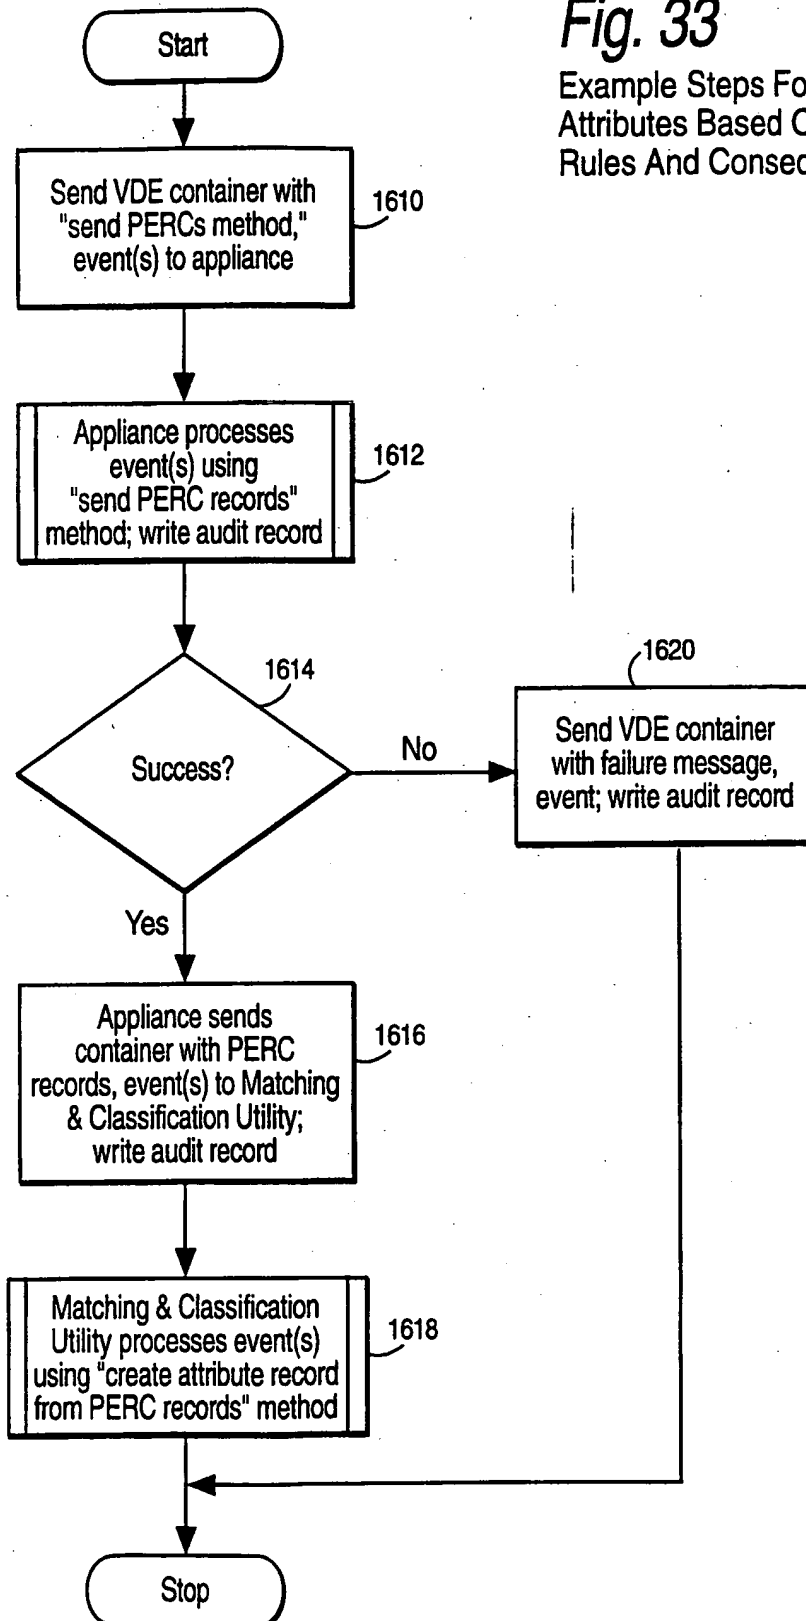 Fig. 33
Example Steps Fo
Attributes Based
Rules And Conse
Start
Send VDE container with
"send PERCs method,"
event(s) to appliance
1610
Appliance processes
event(s) using
"send PERC records"
method; write audit record
1612
1614
Success?
No
1620
Send VDE container
with failure message,
event; write audit record
Yes
Appliance sends
container with PERC
records, event(s) to Matching
& Classification Utility;
write audit record
1616
Matching & Classification
Utility processes event(s)
using "create attribute record
from PERC records" method
1618
Stop